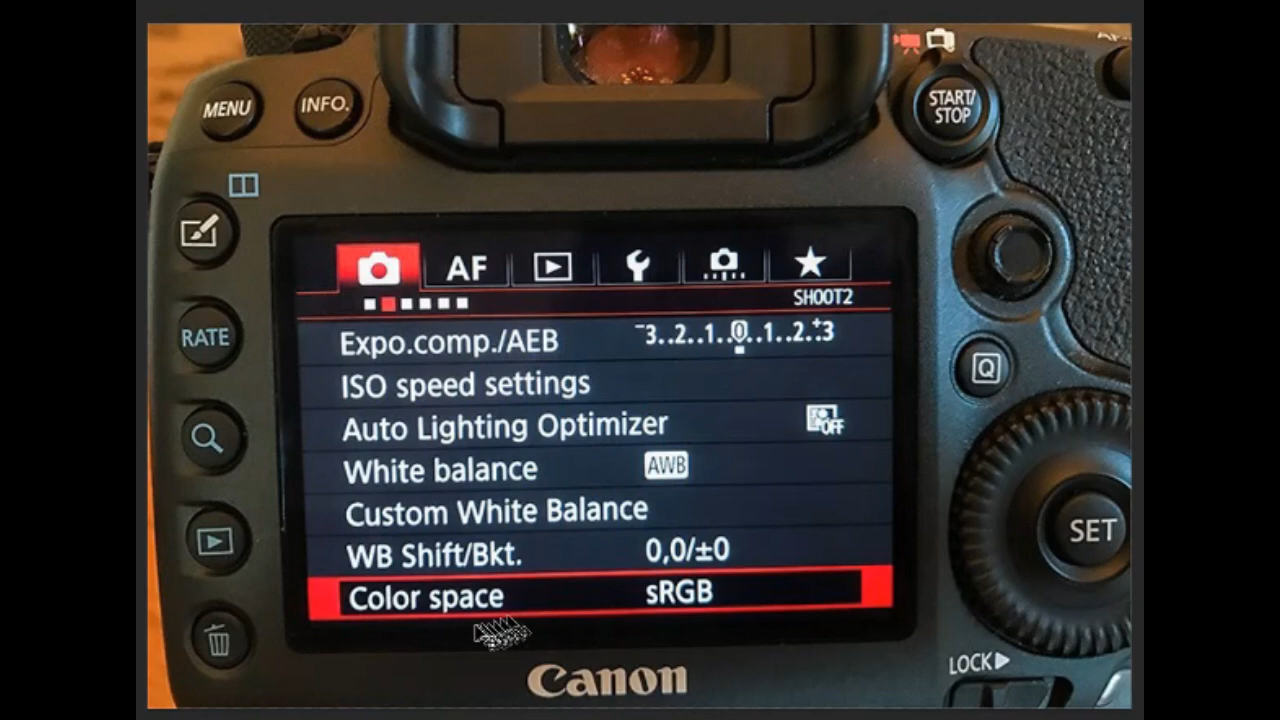 MENU
INFO.
START/
STOP
AF
SHOOT2
Expo.comp./AEB -3..2..1..0..1..2..+3
ISO speed settings
Auto Lighting Optimizer OFF
White balance AWB
Custom White Balance
WB Shift/Bkt. 0,0/±0
Color space sRGB
RATE
Q
SET
LOCK
Canon